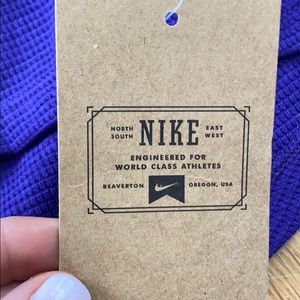 NORTH SOUTH NIKE EAST WEST
ENGINEERED FOR
WORLD CLASS ATHLETES
BEAVERTON OREGON, USA